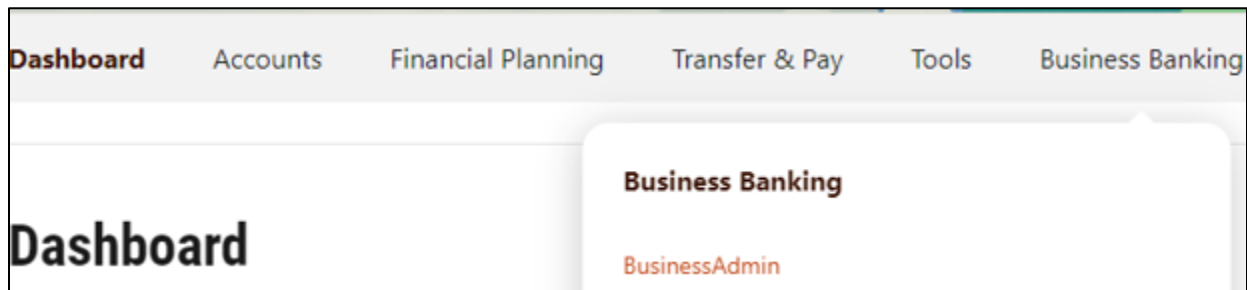 Dashboard Accounts Financial Planning Transfer & Pay Tools Business Banking
Business Banking
Dashboard
BusinessAdmin